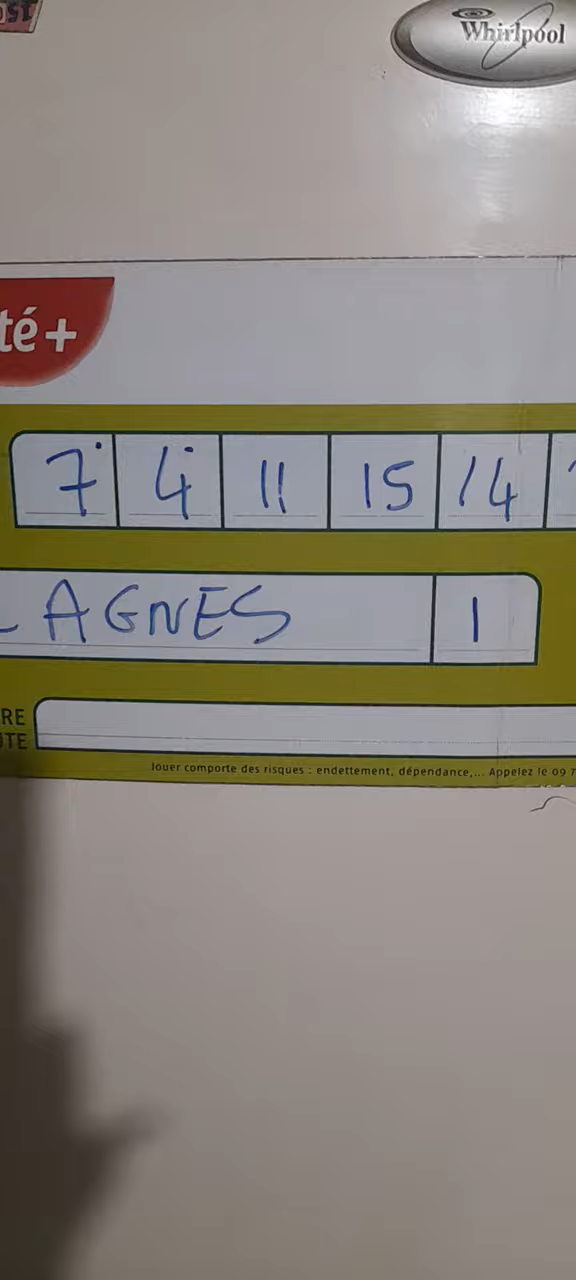 Whirlpool
té+
7 4 11 15 14
AGNES 1
RE
TE
Jouer comporte des risques : endettement, dépendance,... Appelez le 09 7